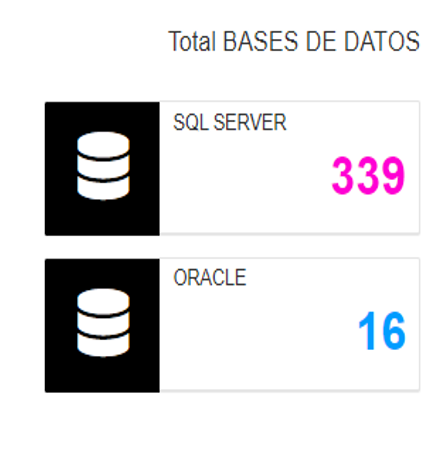 Total BASES DE DATOS
SQL SERVER
339
ORACLE
16